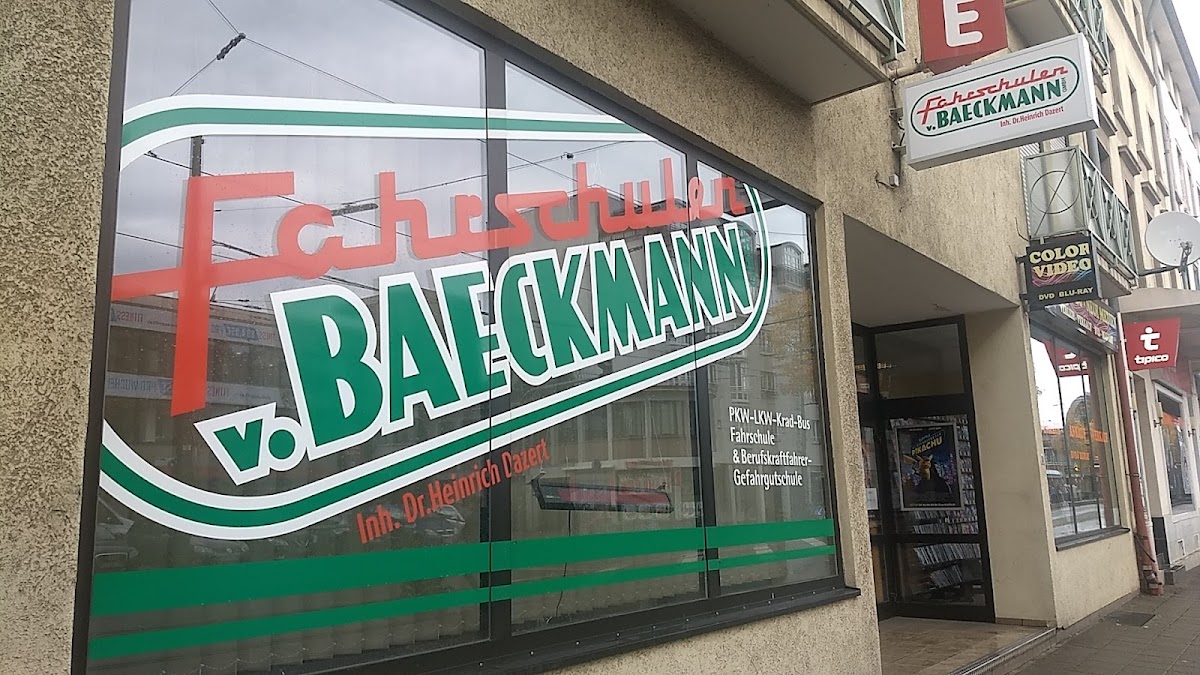 Fahrschulen
v. BAECKMANN
Inh. Dr. Heinrich Dazert
PKW-LKW-Krad-Bus
Fahrschule
& Berufskraftfahrer-
Gefahrgutschule
E
Fahrschulen
v. BAECKMANN GMBH
Inh. Dr. Heinrich Dazert
COLOR
VIDEO
DVD BLU-RAY
t
tipico
PIKACHU